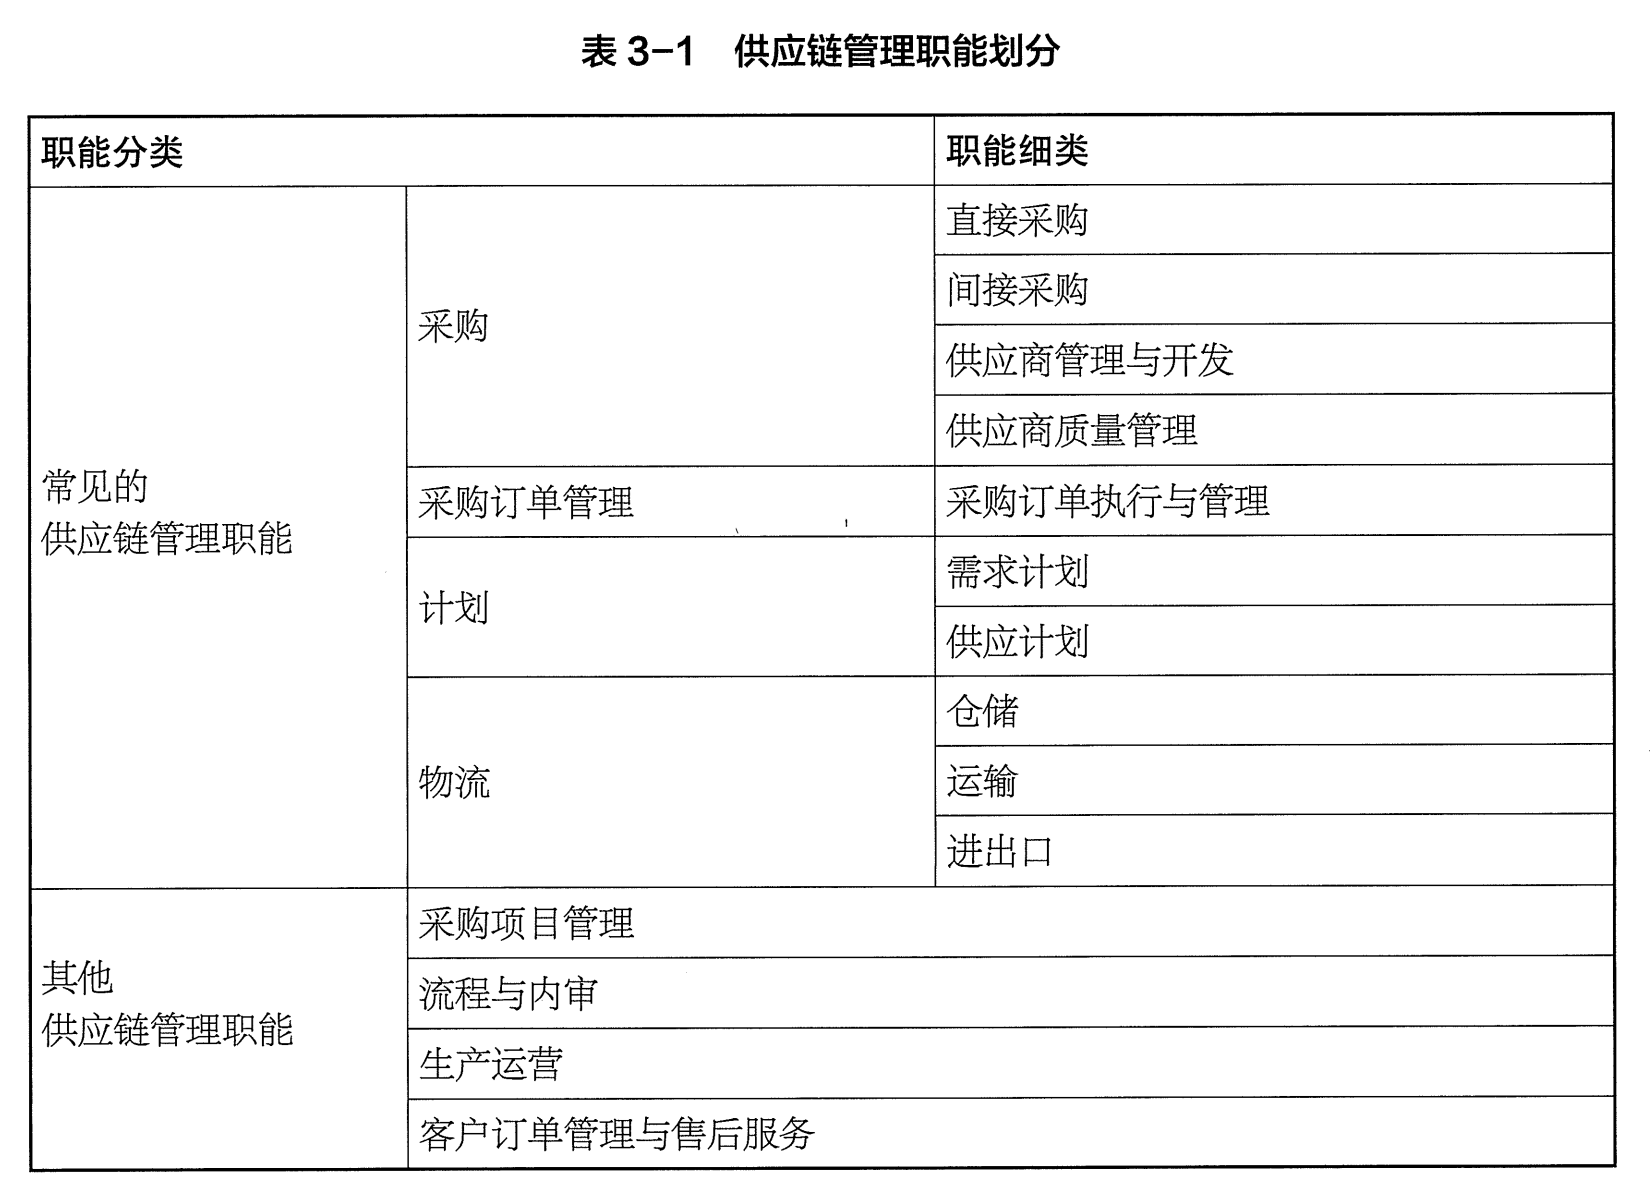 表 3-1 供应链管理职能划分
职能分类 职能细类
常见的
供应链管理职能
采购
直接采购
间接采购
供应商管理与开发
供应商质量管理
采购订单管理 采购订单执行与管理
计划
需求计划
供应计划
物流
仓储
运输
进出口
其他
供应链管理职能
采购项目管理
流程与内审
生产运营
客户订单管理与售后服务